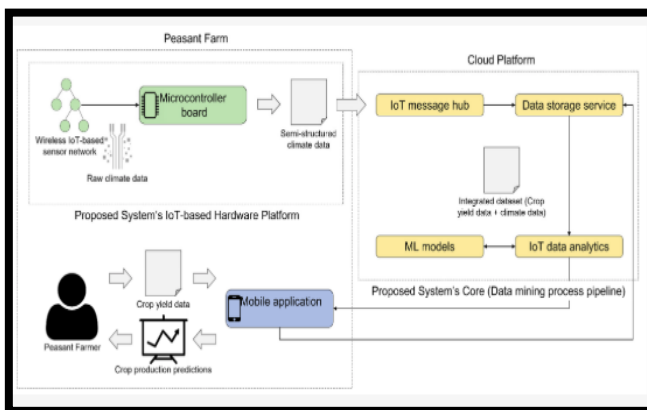 Peasant Farm
Cloud Platform
Microcontroller
board
Wireless IoT-based
sensor network
Raw climate data
Semi-structured
climate data
IoT message hub
Data storage service
Integrated dataset (Crop
yield data + climate data)
Proposed System's IoT-based Hardware Platform
ML models
IoT data analytics
Proposed System's Core (Data mining process pipeline)
Crop yield data
Mobile application
Peasant Farmer
Crop production predictions